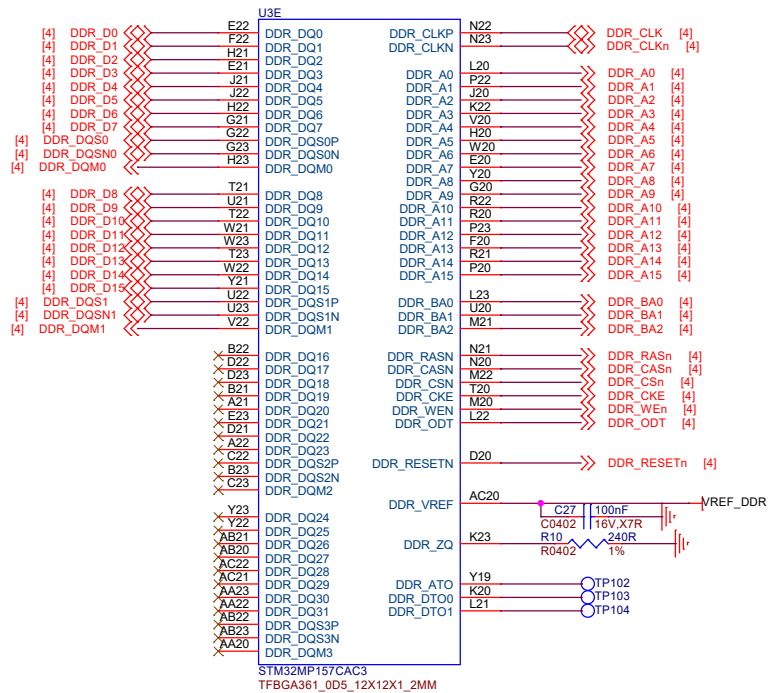 U3E
[4] DDR_D0 E22 DDR_DQ0 DDR_CLKP N22 DDR_CLK [4]
[4] DDR_D1 F22 DDR_DQ1 DDR_CLKN N23 DDR_CLKn [4]
[4] DDR_D2 H21 DDR_DQ2
[4] DDR_D3 E21 DDR_DQ3 DDR_A0 L20 DDR_A0 [4]
[4] DDR_D4 J21 DDR_DQ4 DDR_A1 P22 DDR_A1 [4]
[4] DDR_D5 J22 DDR_DQ5 DDR_A2 J20 DDR_A2 [4]
[4] DDR_D6 H22 DDR_DQ6 DDR_A3 K22 DDR_A3 [4]
[4] DDR_D7 G21 DDR_DQ7 DDR_A4 V20 DDR_A4 [4]
[4] DDR_DQS0 G22 DDR_DQS0P DDR_A5 H20 DDR_A5 [4]
[4] DDR_DQSN0 G23 DDR_DQS0N DDR_A6 W20 DDR_A6 [4]
[4] DDR_DQM0 H23 DDR_DQM0 DDR_A7 E20 DDR_A7 [4]
DDR_A8 Y20 DDR_A8 [4]
[4] DDR_D8 T21 DDR_DQ8 DDR_A9 G20 DDR_A9 [4]
[4] DDR_D9 U21 DDR_DQ9 DDR_A10 R22 DDR_A10 [4]
[4] DDR_D10 T22 DDR_DQ10 DDR_A11 R20 DDR_A11 [4]
[4] DDR_D11 W21 DDR_DQ11 DDR_A12 P23 DDR_A12 [4]
[4] DDR_D12 W23 DDR_DQ12 DDR_A13 F20 DDR_A13 [4]
[4] DDR_D13 T23 DDR_DQ13 DDR_A14 R21 DDR_A14 [4]
[4] DDR_D14 W22 DDR_DQ14 DDR_A15 P20 DDR_A15 [4]
[4] DDR_D15 Y21 DDR_DQ15
[4] DDR_DQS1 U22 DDR_DQS1P DDR_BA0 L23 DDR_BA0 [4]
[4] DDR_DQSN1 U23 DDR_DQS1N DDR_BA1 U20 DDR_BA1 [4]
[4] DDR_DQM1 V22 DDR_DQM1 DDR_BA2 M21 DDR_BA2 [4]
B22 DDR_DQ16 DDR_RASN N21 DDR_RASn [4]
D22 DDR_DQ17 DDR_CASN N20 DDR_CASn [4]
D23 DDR_DQ18 DDR_CSN M22 DDR_CSn [4]
B21 DDR_DQ19 DDR_CKE T20 DDR_CKE [4]
A21 DDR_DQ20 DDR_WEN M20 DDR_WEn [4]
E23 DDR_DQ21 DDR_ODT L22 DDR_ODT [4]
D21 DDR_DQ22
A22 DDR_DQ23
C22 DDR_DQS2P DDR_RESETN D20 DDR_RESETn [4]
B23 DDR_DQS2N
C23 DDR_DQM2
DDR_VREF AC20 VREF_DDR
C27 100nF
C0402 16V,X7R
Y23 DDR_DQ24
Y22 DDR_DQ25
AB21 DDR_DQ26 DDR_ZQ K23 R10 240R
R0402 1%
AB20 DDR_DQ27
AC22 DDR_DQ28
AC21 DDR_DQ29 DDR_ATO Y19 TP102
AA23 DDR_DQ30 DDR_DTO0 K20 TP103
AA22 DDR_DQ31 DDR_DTO1 L21 TP104
AB22 DDR_DQS3P
AB23 DDR_DQS3N
AA20 DDR_DQM3
STM32MP157CAC3
TFBGA361_0D5_12X12X1_2MM